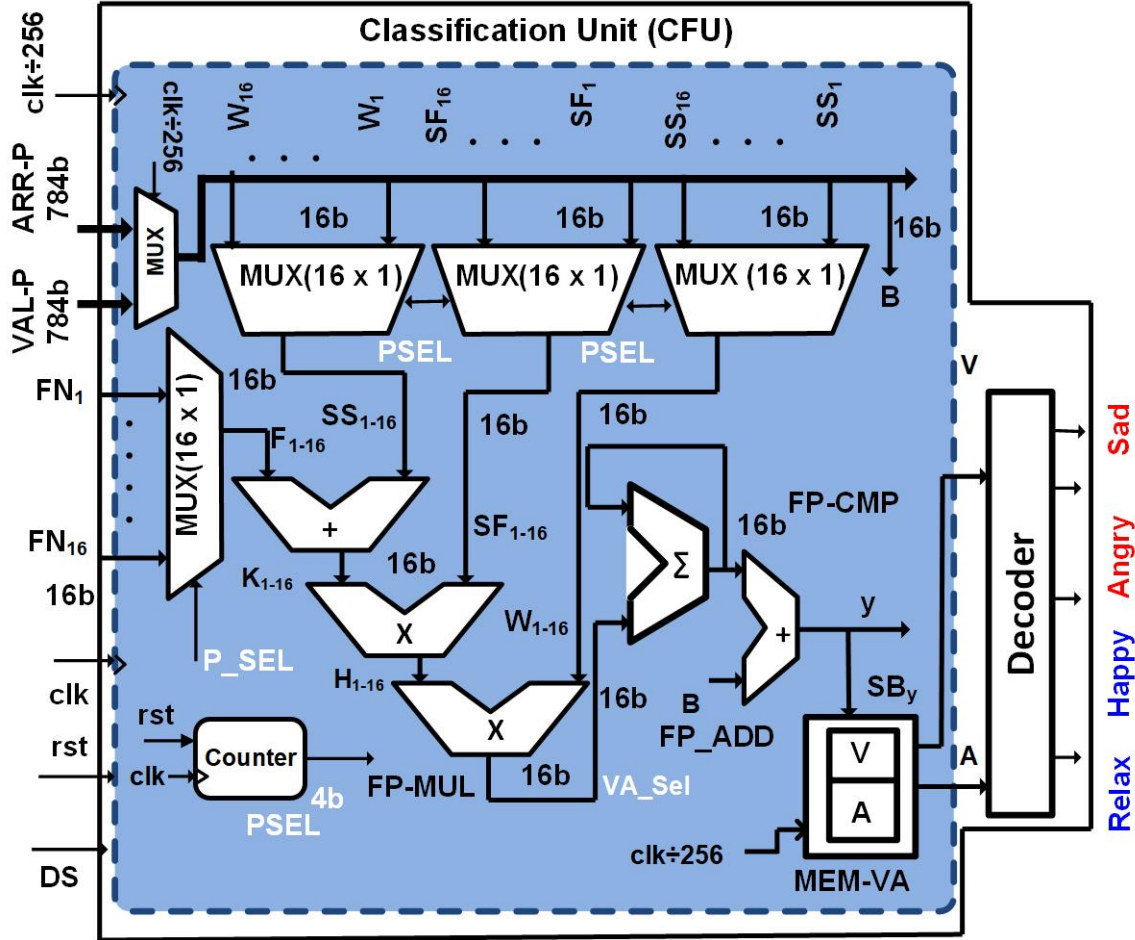 Classification Unit (CFU)
clk÷256
clk÷256
W16
W1
SF16
SF1
SS16
SS1
. . .
. . . .
. . . .
ARR-P
784b
VAL-P
784b
MUX
16b
16b
16b
16b
MUX(16 x 1)
MUX(16 x 1)
MUX(16 x 1)
B
PSEL
PSEL
FN1
FN16
16b
MUX(16 x 1)
16b
F1-16
SS1-16
16b
16b
+
SF1-16
K1-16
16b
X
W1-16
H1-16
X
16b
P_SEL
clk
rst
rst
clk
Counter
4b
PSEL
FP-MUL
DS
Σ
16b
FP-CMP
16b
+
B
FP_ADD
VA_Sel
y
SBy
V
A
clk÷256
MEM-VA
V
A
Decoder
Sad
Angry
Happy
Relax